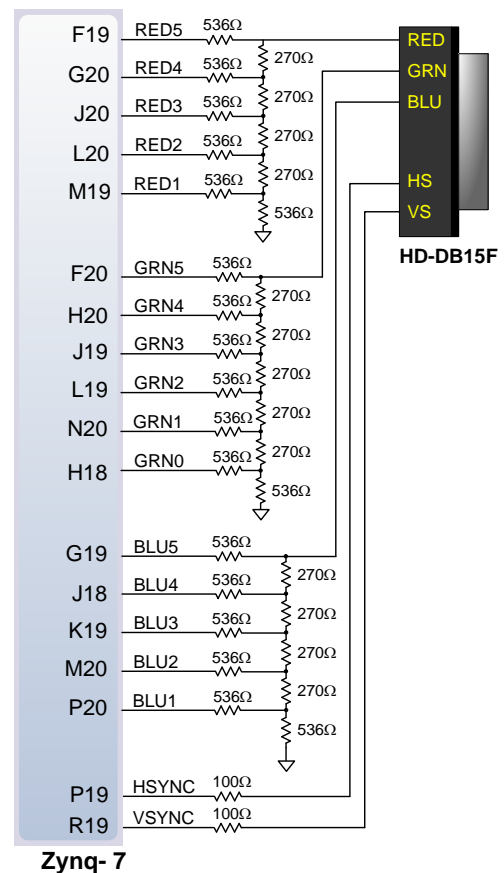 F19 RED5 536Ω RED
270Ω
G20 RED4 536Ω GRN
270Ω
J20 RED3 536Ω BLU
270Ω
L20 RED2 536Ω
270Ω
M19 RED1 536Ω HS
536Ω VS
HD-DB15F
F20 GRN5 536Ω
270Ω
H20 GRN4 536Ω
270Ω
J19 GRN3 536Ω
270Ω
L19 GRN2 536Ω
270Ω
N20 GRN1 536Ω
270Ω
H18 GRN0 536Ω
536Ω
G19 BLU5 536Ω
270Ω
J18 BLU4 536Ω
270Ω
K19 BLU3 536Ω
270Ω
M20 BLU2 536Ω
270Ω
P20 BLU1 536Ω
536Ω
P19 HSYNC 100Ω
R19 VSYNC 100Ω
Zynq- 7